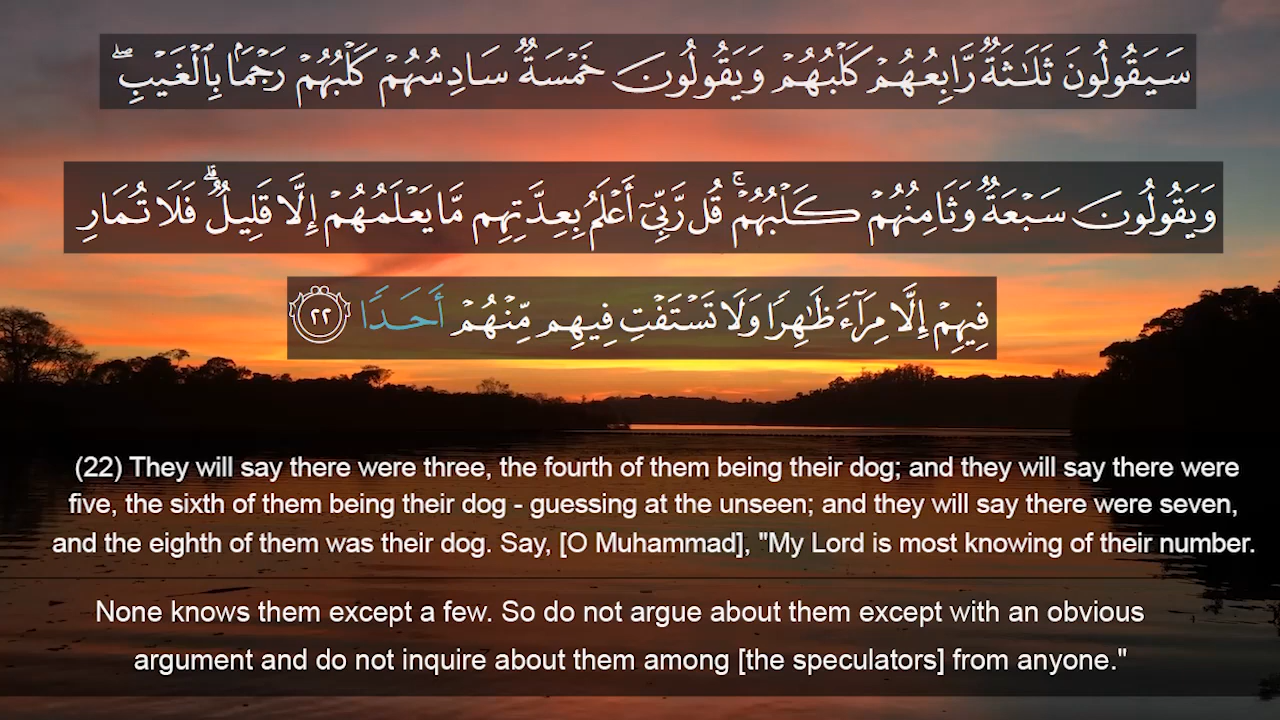 سَيَقُولُونَ ثَلَـٰثَةٌ رَّابِعُهُمْ كَلْبُهُمْ وَيَقُولُونَ خَمْسَةٌ سَادِسُهُمْ كَلْبُهُمْ رَجْمًۢا بِٱلْغَيْبِ ۖ
وَيَقُولُونَ سَبْعَةٌ وَثَامِنُهُمْ كَلْبُهُمْ ۚ قُل رَّبِّىٓ أَعْلَمُ بِعِدَّتِهِم مَّا يَعْلَمُهُمْ إِلَّا قَلِيلٌ ۗ فَلَا تُمَارِ
فِيهِمْ إِلَّا مِرَآءً ظَـٰهِرًا وَلَا تَسْتَفْتِ فِيهِم مِّنْهُمْ أَحَدًا ٢٢
(22) They will say there were three, the fourth of them being their dog; and they will say there were
five, the sixth of them being their dog - guessing at the unseen; and they will say there were seven,
and the eighth of them was their dog. Say, [O Muhammad], "My Lord is most knowing of their number.
None knows them except a few. So do not argue about them except with an obvious
argument and do not inquire about them among [the speculators] from anyone."